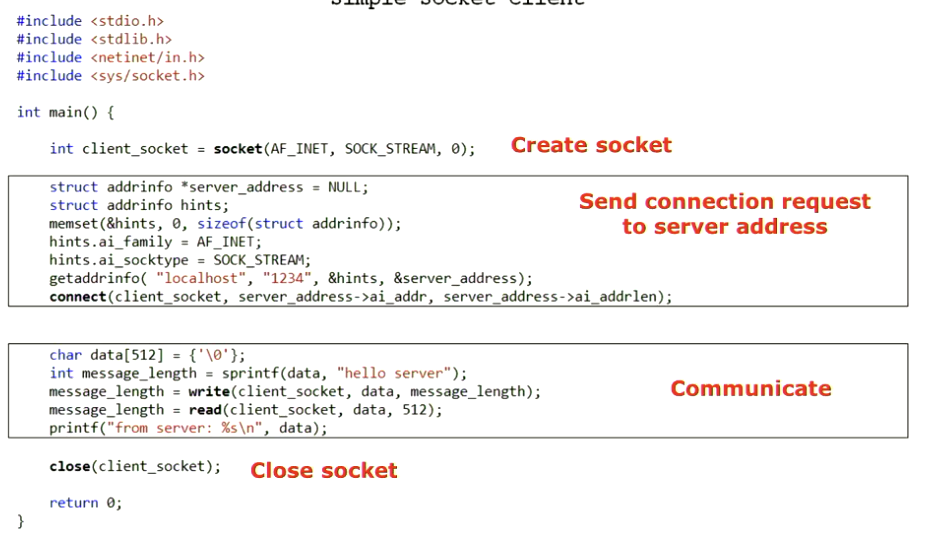 Simple Socket Client
#include <stdio.h>
#include <stdlib.h>
#include <netinet/in.h>
#include <sys/socket.h>
int main() {
int client_socket = socket(AF_INET, SOCK_STREAM, 0);
Create socket
struct addrinfo *server_address = NULL;
struct addrinfo hints;
memset(&hints, 0, sizeof(struct addrinfo));
hints.ai_family = AF_INET;
hints.ai_socktype = SOCK_STREAM;
getaddrinfo( "localhost", "1234", &hints, &server_address);
connect(client_socket, server_address->ai_addr, server_address->ai_addrlen);
Send connection request
to server address
char data[512] = {'\0'};
int message_length = sprintf(data, "hello server");
message_length = write(client_socket, data, message_length);
message_length = read(client_socket, data, 512);
printf("from server: %s\n", data);
Communicate
close(client_socket);
Close socket
return 0;
}